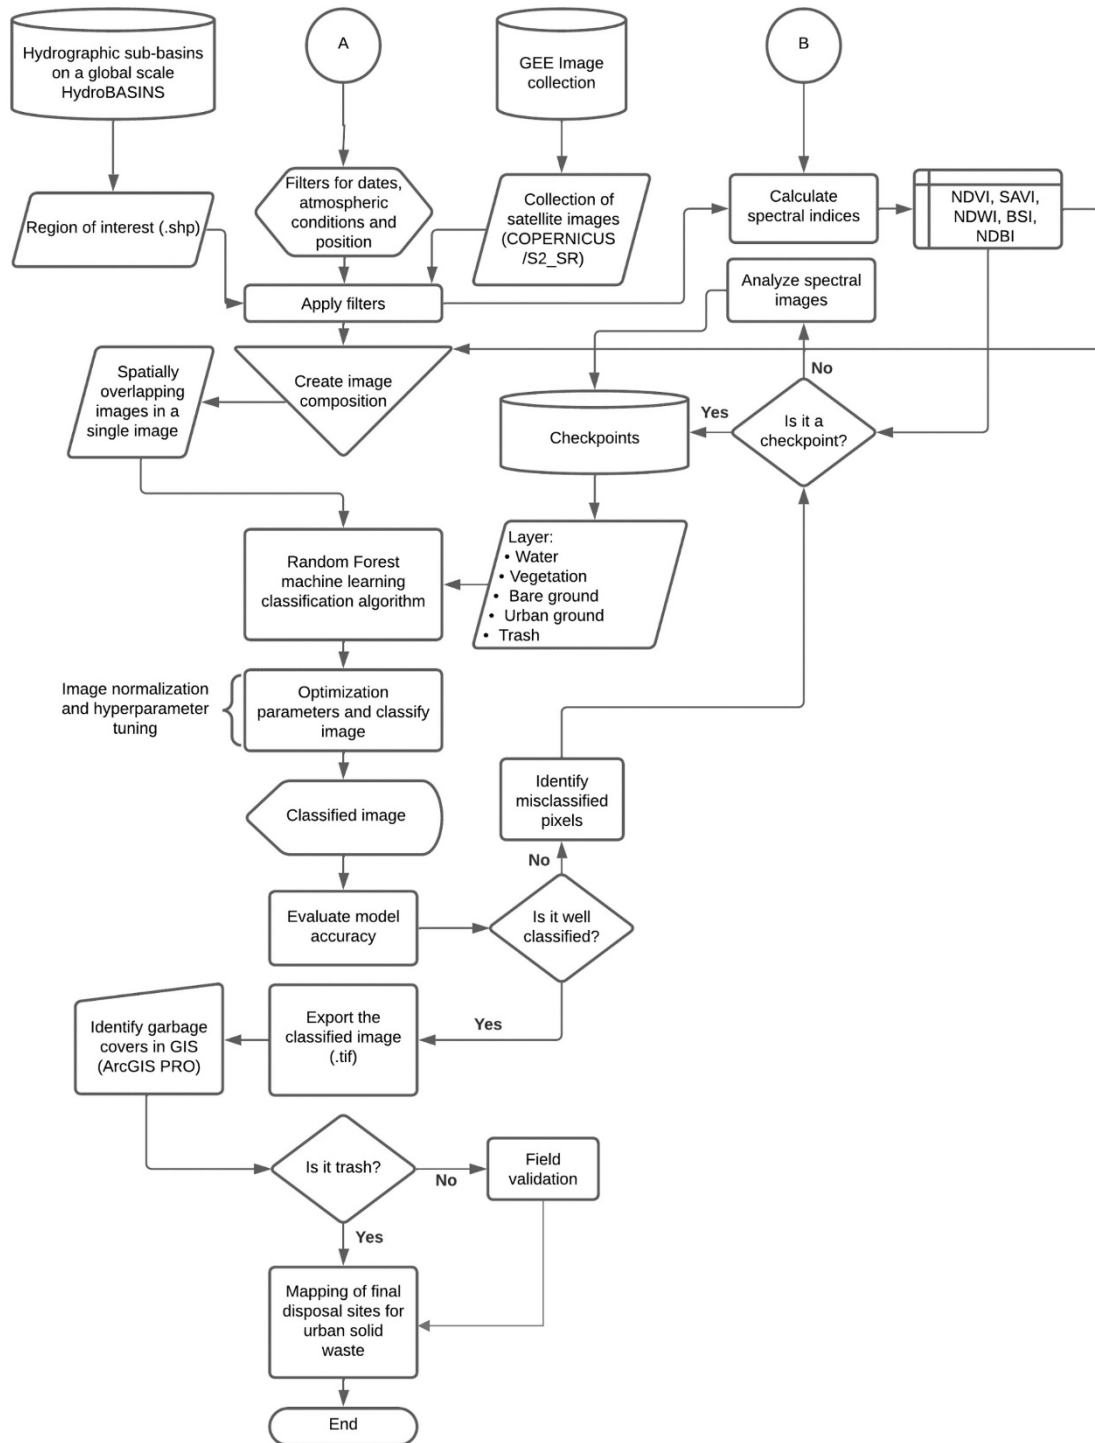 Hydrographic sub-basins
on a global scale
HydroBASINS
A
GEE Image
collection
B
Filters for dates,
atmospheric
conditions and
position
Region of interest (.shp)
Collection of
satellite images
(COPERNICUS
/S2_SR)
Calculate
spectral indices
NDVI, SAVI,
NDWI, BSI,
NDBI
Apply filters
Analyze spectral
images
No
Spatially
overlapping
images in a
single image
Create image
composition
Checkpoints
Yes
Is it a
checkpoint?
Random Forest
machine learning
classification algorithm
Layer:
• Water
• Vegetation
• Bare ground
• Urban ground
• Trash
Image normalization
and hyperparameter
tuning
Optimization
parameters and classify
image
Classified image
Identify
misclassified
pixels
No
Evaluate model
accuracy
Is it well
classified?
Yes
Identify garbage
covers in GIS
(ArcGIS PRO)
Export the
classified image
(.tif)
Is it trash?
No
Field
validation
Yes
Mapping of final
disposal sites for
urban solid
waste
End